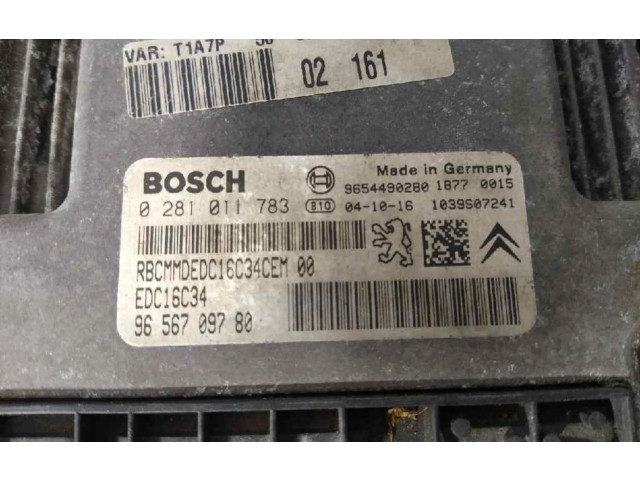 VAR: T1A7P
02 161
BOSCH
Made in Germany
9654490280 1877 0015
0 281 011 783 810 04-10-16 1039S07241
RBCMMDEDC16C34CEM 00
EDC16C34
96 567 097 80